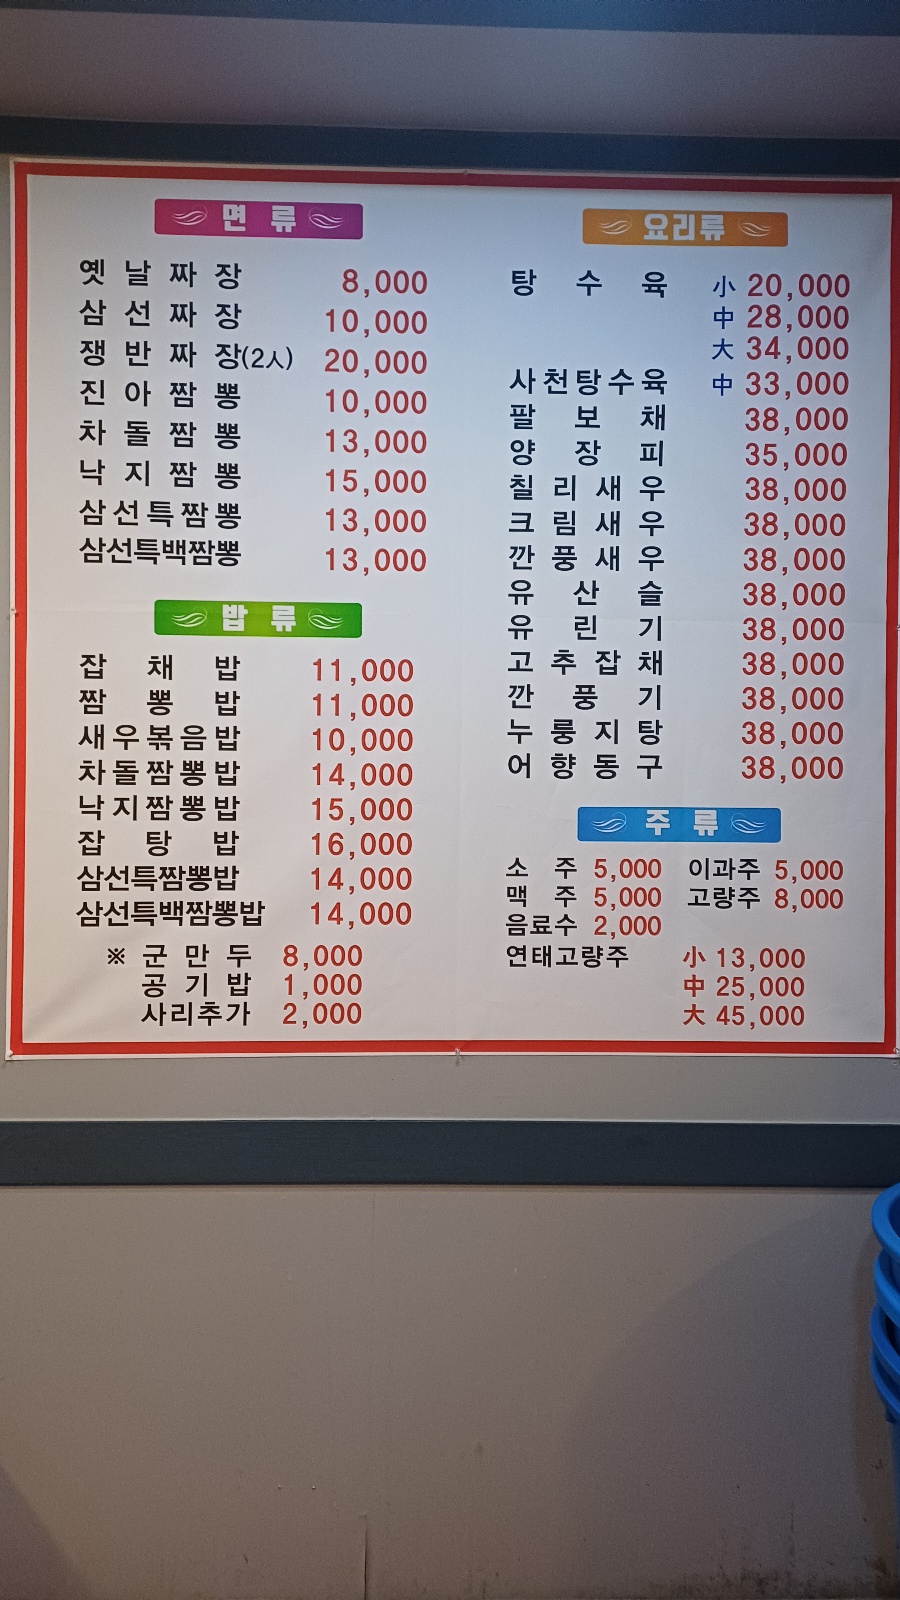 면 류
옛 날 짜 장 8,000
삼 선 짜 장 10,000
쟁 반 짜 장(2人) 20,000
진 아 짬 뽕 10,000
차 돌 짬 뽕 13,000
낙 지 짬 뽕 15,000
삼선특짬뽕 13,000
삼선특백짬뽕 13,000
밥 류
잡 채 밥 11,000
짬 뽕 밥 11,000
새우볶음밥 10,000
차돌짬뽕밥 14,000
낙지짬뽕밥 15,000
잡 탕 밥 16,000
삼선특짬뽕밥 14,000
삼선특백짬뽕밥 14,000
※ 군 만 두 8,000
공 기 밥 1,000
사리추가 2,000
요리류
탕 수 육 小 20,000
中 28,000
大 34,000
사천탕수육 中 33,000
팔 보 채 38,000
양 장 피 35,000
칠 리 새 우 38,000
크 림 새 우 38,000
깐 풍 새 우 38,000
유 산 슬 38,000
유 린 기 38,000
고 추 잡 채 38,000
깐 풍 기 38,000
누 룽 지 탕 38,000
어 향 동 구 38,000
주 류
소 주 5,000 이과주 5,000
맥 주 5,000 고량주 8,000
음료수 2,000
연태고량주 小 13,000
中 25,000
大 45,000